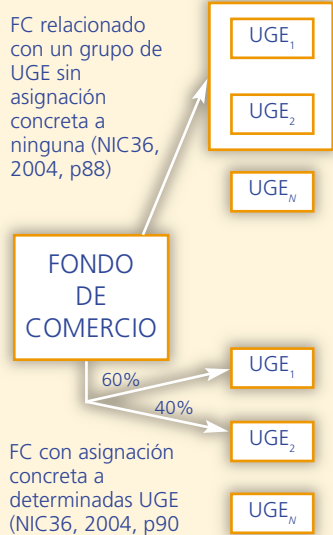 FC relacionado
con un grupo de
UGE sin
asignación
concreta a
ninguna (NIC36,
2004, p88)
UGE1
UGE2
UGEN
FONDO
DE
COMERCIO
60%
40%
UGE1
UGE2
UGEN
FC con asignación
concreta a
determinadas UGE
(NIC36, 2004, p90